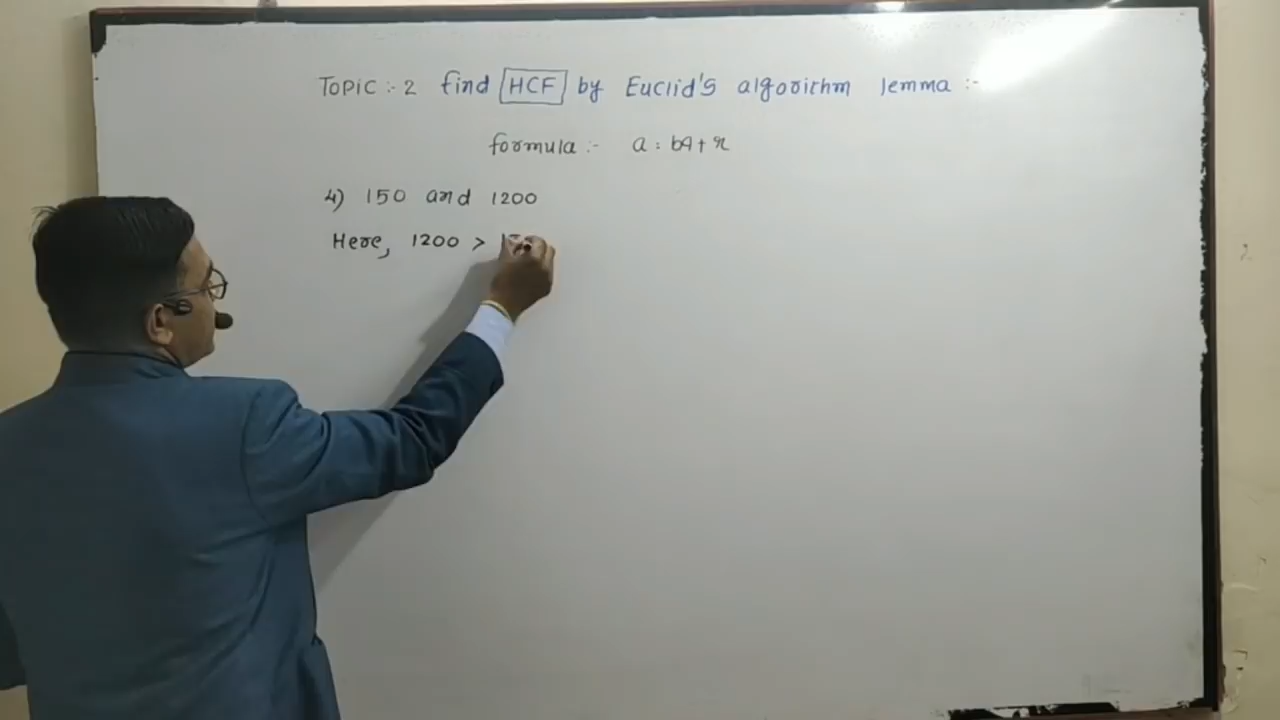 TOPIC :- 2 find HCF by Euclid's algorithm lemma :-
formula :- a = bq + r
4) 150 and 1200
Here, 1200 >